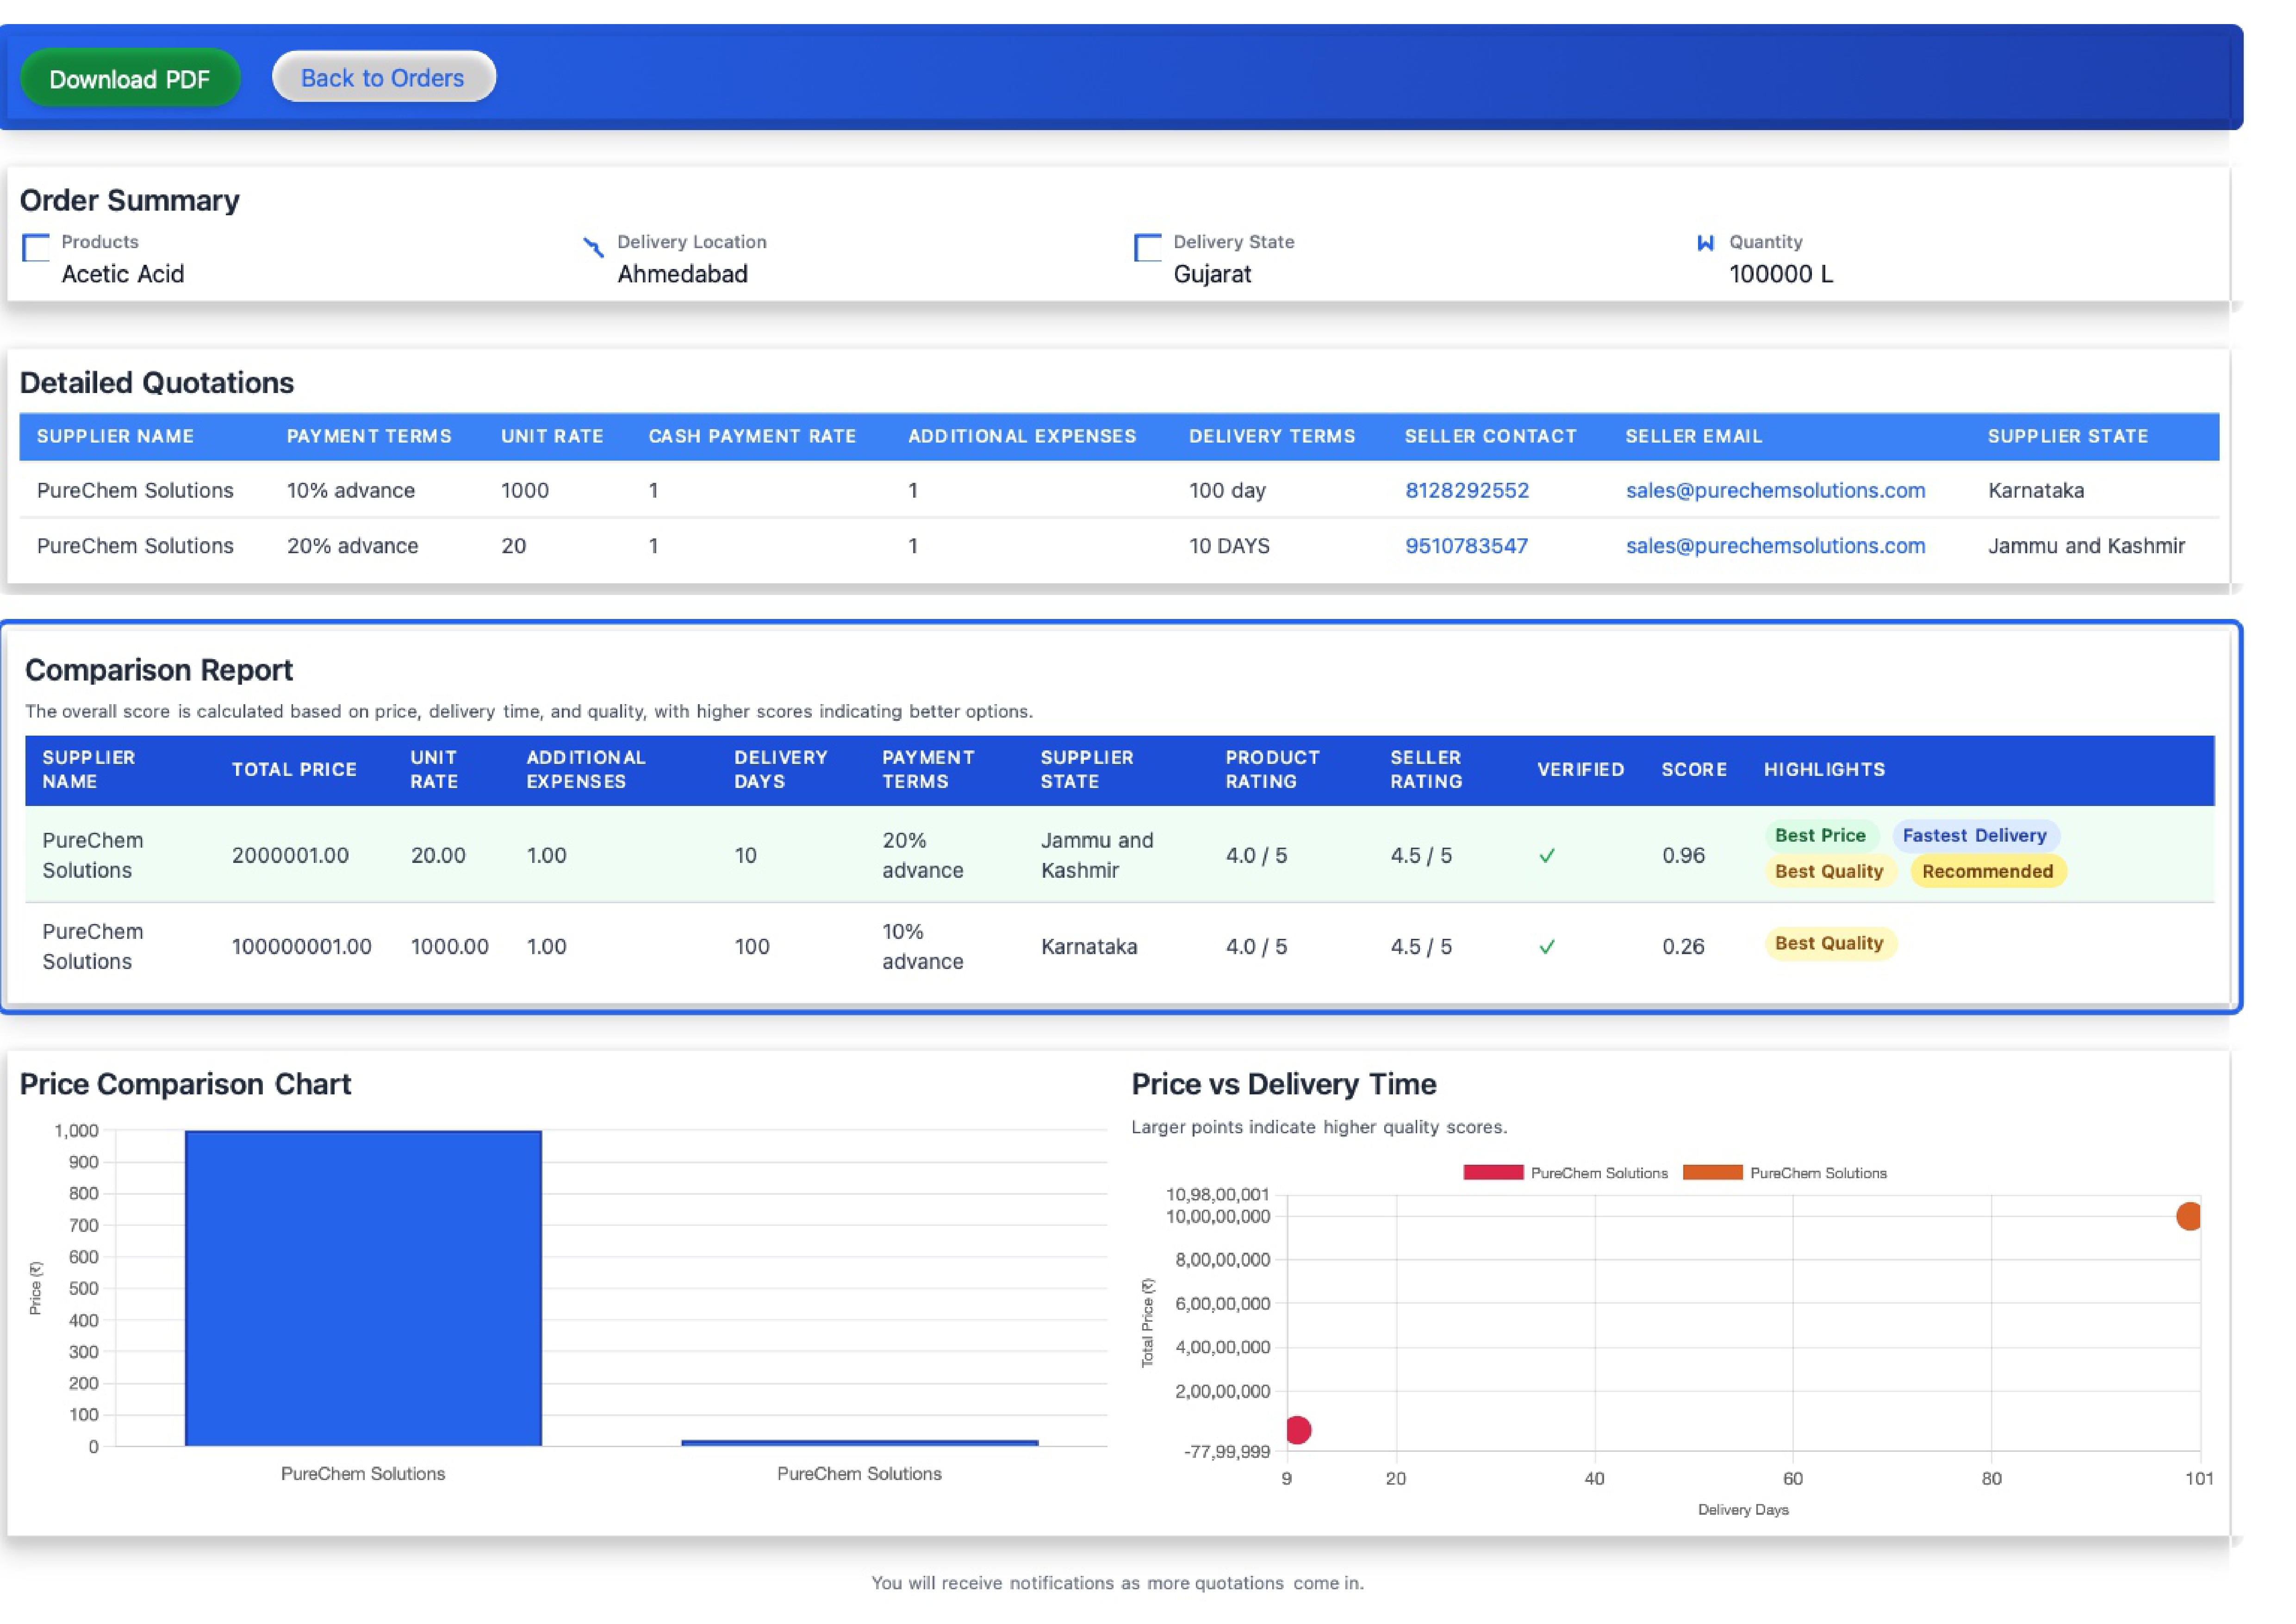 Download PDF
Back to Orders
Order Summary
Products
Acetic Acid
Delivery Location
Ahmedabad
Delivery State
Gujarat
Quantity
100000 L
Detailed Quotations
SUPPLIER NAME PAYMENT TERMS UNIT RATE CASH PAYMENT RATE ADDITIONAL EXPENSES DELIVERY TERMS SELLER CONTACT SELLER EMAIL SUPPLIER STATE
PureChem Solutions 10% advance 1000 1 1 100 day 8128292552 sales@purechemsolutions.com Karnataka
PureChem Solutions 20% advance 20 1 1 10 DAYS 9510783547 sales@purechemsolutions.com Jammu and Kashmir
Comparison Report
The overall score is calculated based on price, delivery time, and quality, with higher scores indicating better options.
SUPPLIER NAME TOTAL PRICE UNIT RATE ADDITIONAL EXPENSES DELIVERY DAYS PAYMENT TERMS SUPPLIER STATE PRODUCT RATING SELLER RATING VERIFIED SCORE HIGHLIGHTS
PureChem Solutions 2000001.00 20.00 1.00 10 20% advance Jammu and Kashmir 4.0 / 5 4.5 / 5 ✓ 0.96 Best Price Fastest Delivery Best Quality Recommended
PureChem Solutions 100000001.00 1000.00 1.00 100 10% advance Karnataka 4.0 / 5 4.5 / 5 ✓ 0.26 Best Quality
Price Comparison Chart
1,000
900
800
700
600
500
400
300
200
100
0
Price (₹)
PureChem Solutions
PureChem Solutions
Price vs Delivery Time
Larger points indicate higher quality scores.
PureChem Solutions PureChem Solutions
10,98,00,001
10,00,00,000
8,00,00,000
6,00,00,000
4,00,00,000
2,00,00,000
-77,99,999
Total Price (₹)
9 20 40 60 80 101
Delivery Days
You will receive notifications as more quotations come in.